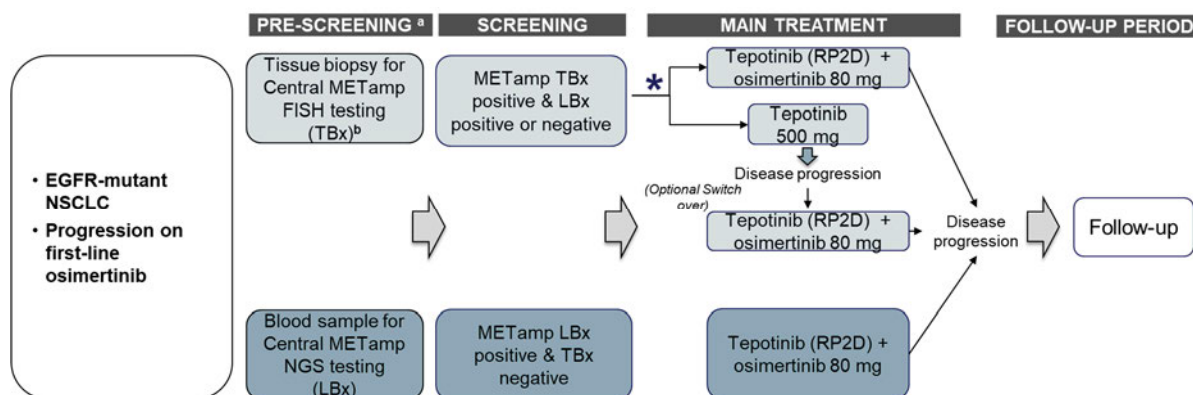 PRE-SCREENING a
SCREENING
MAIN TREATMENT
FOLLOW-UP PERIOD
• EGFR-mutant
NSCLC
• Progression on
first-line
osimertinib
Tissue biopsy for
Central METamp
FISH testing
(TBx)b
METamp TBx
positive & LBx
positive or negative
*
Tepotinib (RP2D) +
osimertinib 80 mg
Tepotinib
500 mg
Disease progression
(Optional Switch
over)
Tepotinib (RP2D) +
osimertinib 80 mg
Disease
progression
Follow-up
Blood sample for
Central METamp
NGS testing
(LBx)
METamp LBx
positive & TBx
negative
Tepotinib (RP2D) +
osimertinib 80 mg